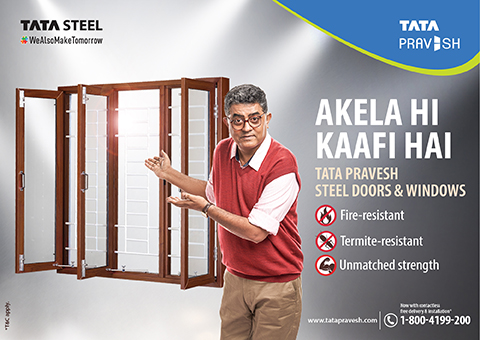 TATA STEEL
#WeAlsoMakeTomorrow
TATA
PRAVESH
AKELA HI
KAAFI HAI
TATA PRAVESH
STEEL DOORS & WINDOWS
Fire-resistant
Termite-resistant
Unmatched strength
Now with contactless
free delivery & installation*
www.tatapravesh.com
1-800-4199-200
*T&C apply.